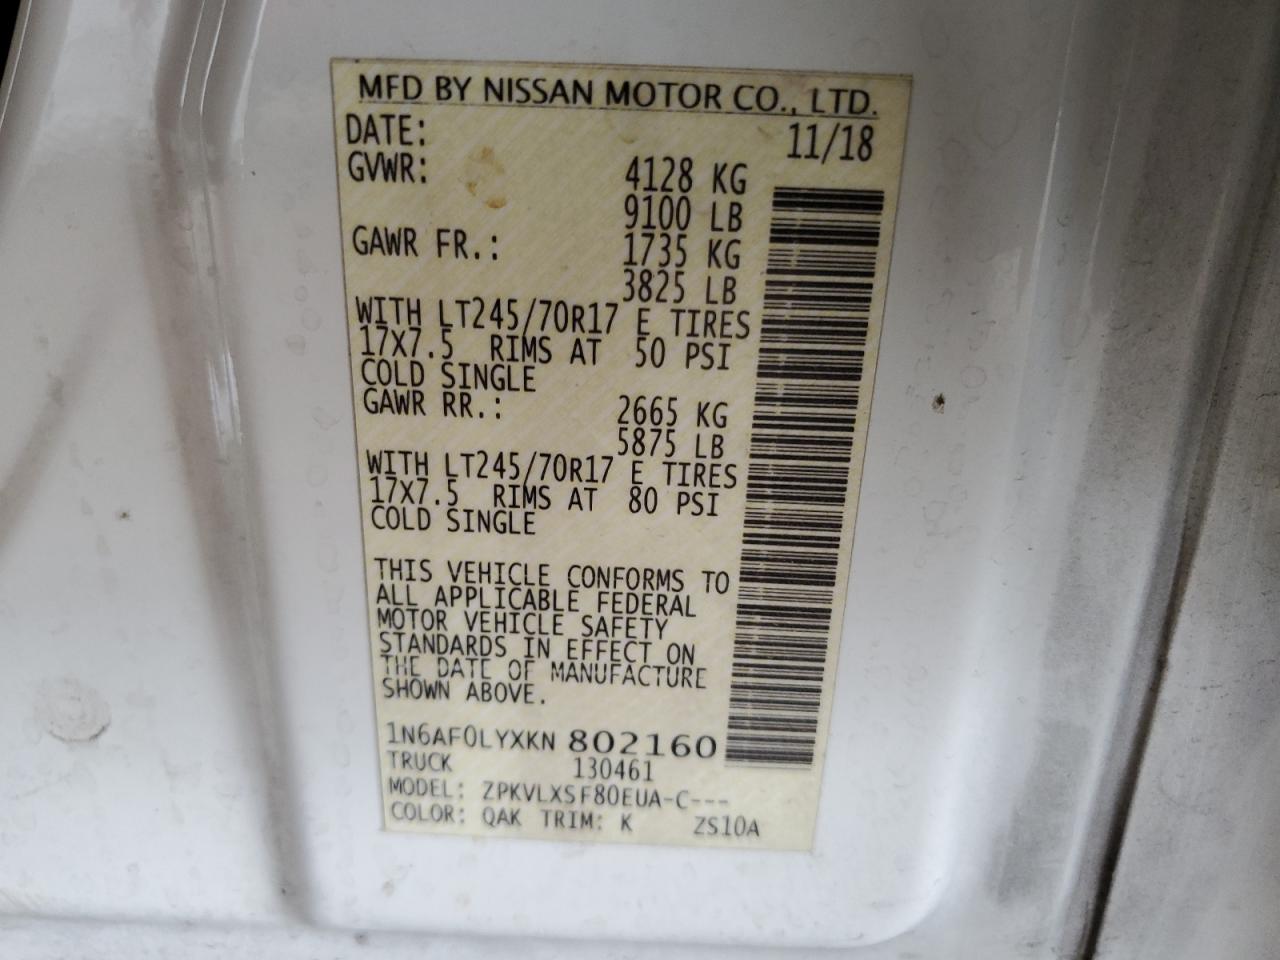 MFD BY NISSAN MOTOR CO., LTD.
DATE: 11/18
GVWR: 4128 KG
9100 LB
GAWR FR.: 1735 KG
3825 LB
WITH LT245/70R17 E TIRES
17X7.5 RIMS AT 50 PSI
COLD SINGLE
GAWR RR.: 2665 KG
5875 LB
WITH LT245/70R17 E TIRES
17X7.5 RIMS AT 80 PSI
COLD SINGLE
THIS VEHICLE CONFORMS TO
ALL APPLICABLE FEDERAL
MOTOR VEHICLE SAFETY
STANDARDS IN EFFECT ON
THE DATE OF MANUFACTURE
SHOWN ABOVE.
1N6AF0LYXKN 802160
TRUCK 130461
MODEL: ZPKVLXSF80EUA-C---
COLOR: QAK TRIM: K ZS10A